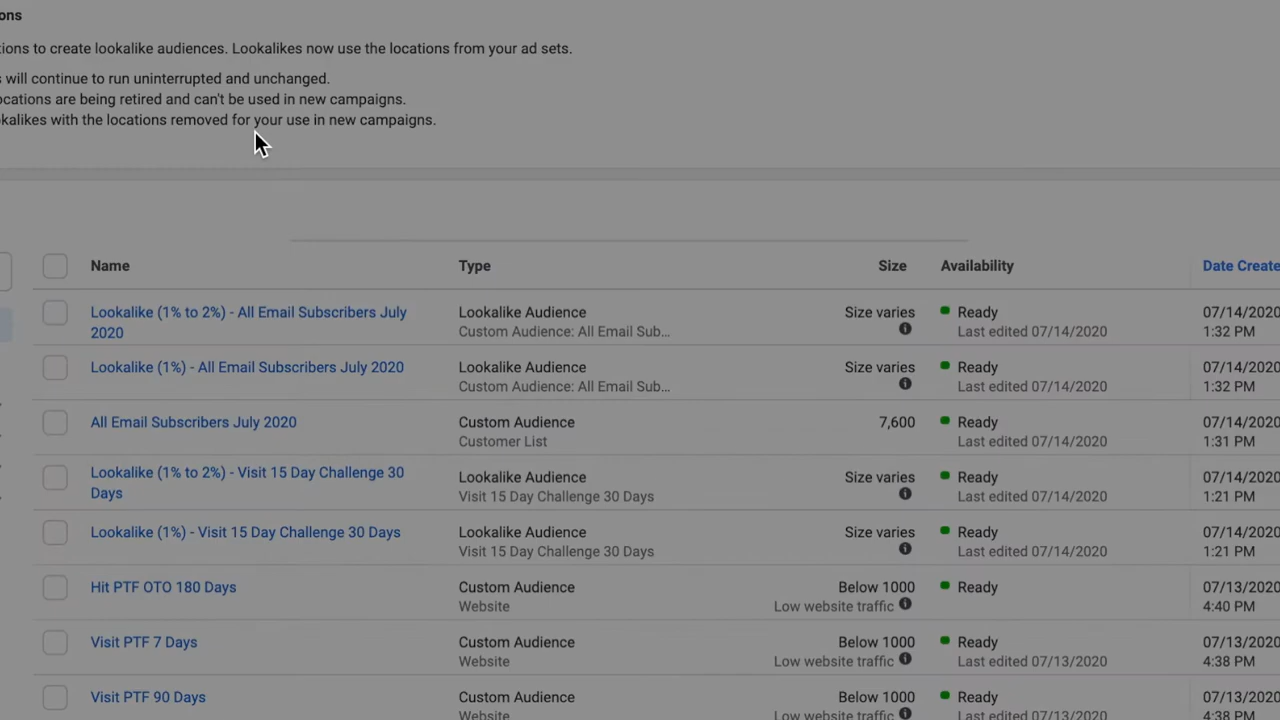 ons
tions to create lookalike audiences. Lookalikes now use the locations from your ad sets.
s will continue to run uninterrupted and unchanged.
ocations are being retired and can't be used in new campaigns.
okalikes with the locations removed for your use in new campaigns.
Name Type Size Availability Date Create
Lookalike (1% to 2%) - All Email Subscribers July Lookalike Audience Size varies Ready 07/14/2020
2020 Custom Audience: All Email Sub... Last edited 07/14/2020 1:32 PM
Lookalike (1%) - All Email Subscribers July 2020 Lookalike Audience Size varies Ready 07/14/2020
Custom Audience: All Email Sub... Last edited 07/14/2020 1:32 PM
All Email Subscribers July 2020 Custom Audience 7,600 Ready 07/14/2020
Customer List Last edited 07/14/2020 1:31 PM
Lookalike (1% to 2%) - Visit 15 Day Challenge 30 Lookalike Audience Size varies Ready 07/14/2020
Days Visit 15 Day Challenge 30 Days Last edited 07/14/2020 1:21 PM
Lookalike (1%) - Visit 15 Day Challenge 30 Days Lookalike Audience Size varies Ready 07/14/2020
Visit 15 Day Challenge 30 Days Last edited 07/14/2020 1:21 PM
Hit PTF OTO 180 Days Custom Audience Below 1000 Ready 07/13/2020
Website Low website traffic 4:40 PM
Visit PTF 7 Days Custom Audience Below 1000 Ready 07/13/2020
Website Low website traffic Last edited 07/13/2020 4:38 PM
Visit PTF 90 Days Custom Audience Below 1000 Ready 07/13/2020
Website Low website traffic Last edited 07/13/2020 4:38 PM